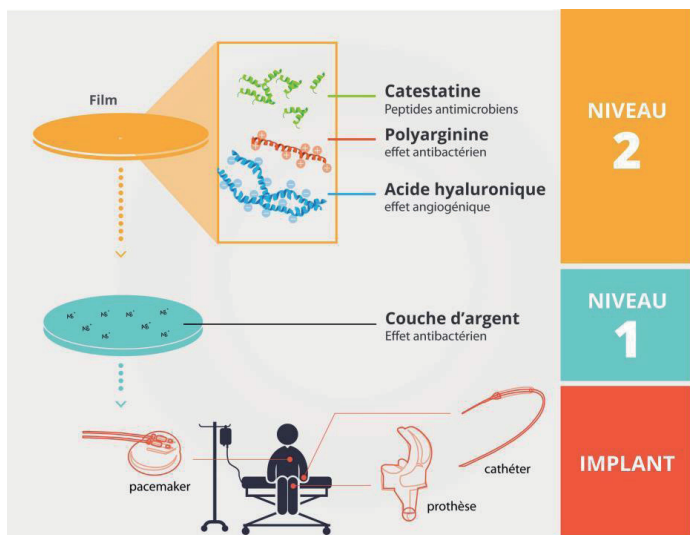 Film
Catestatine
Peptides antimicrobiens
Polyarginine
effet antibactérien
Acide hyaluronique
effet angiogénique
NIVEAU
2
Couche d'argent
Effet antibactérien
NIVEAU
1
pacemaker
prothèse
cathéter
IMPLANT